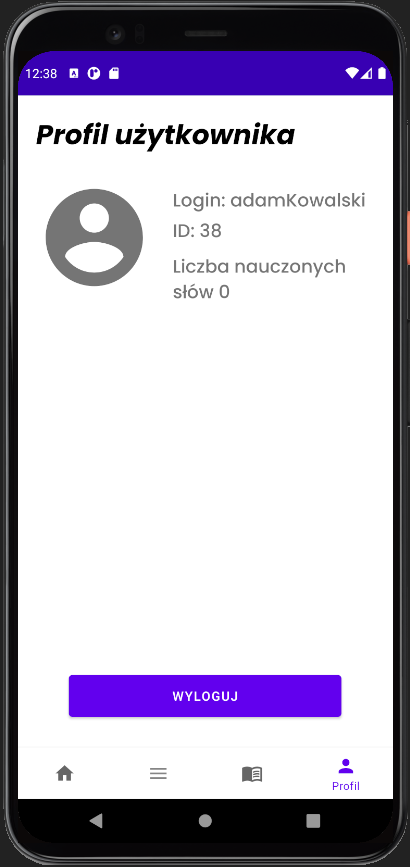 12:38
Profil użytkownika
Login: adamKowalski
ID: 38
Liczba nauczonych
słów 0
WYLOGUJ
Profil